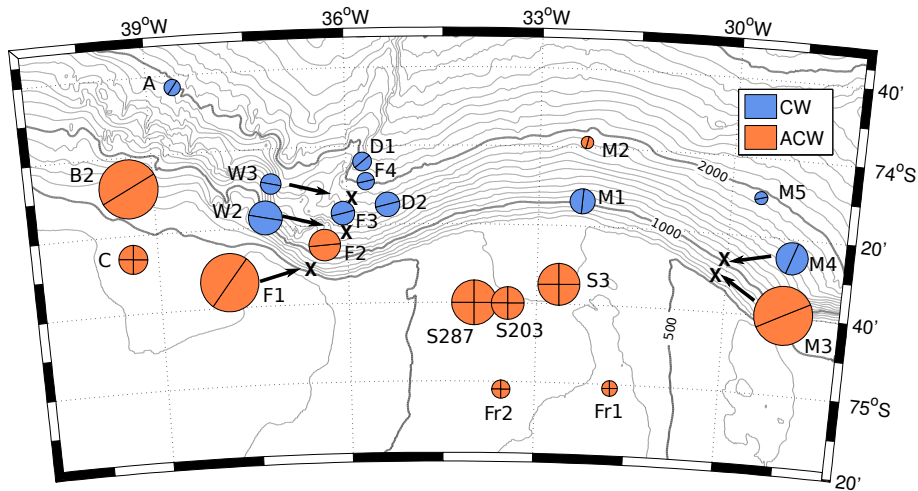 39°W
36°W
33°W
30°W
A
40'
CW
ACW
D1
M2
F4
W3
2000
74°S
B2
M5
D2
M1
W2
F3
X
1000
20'
F2
X
C
X
M4
X
X
F1
S3
500
40'
S287
S203
M3
Fr2
Fr1
75°S
20'